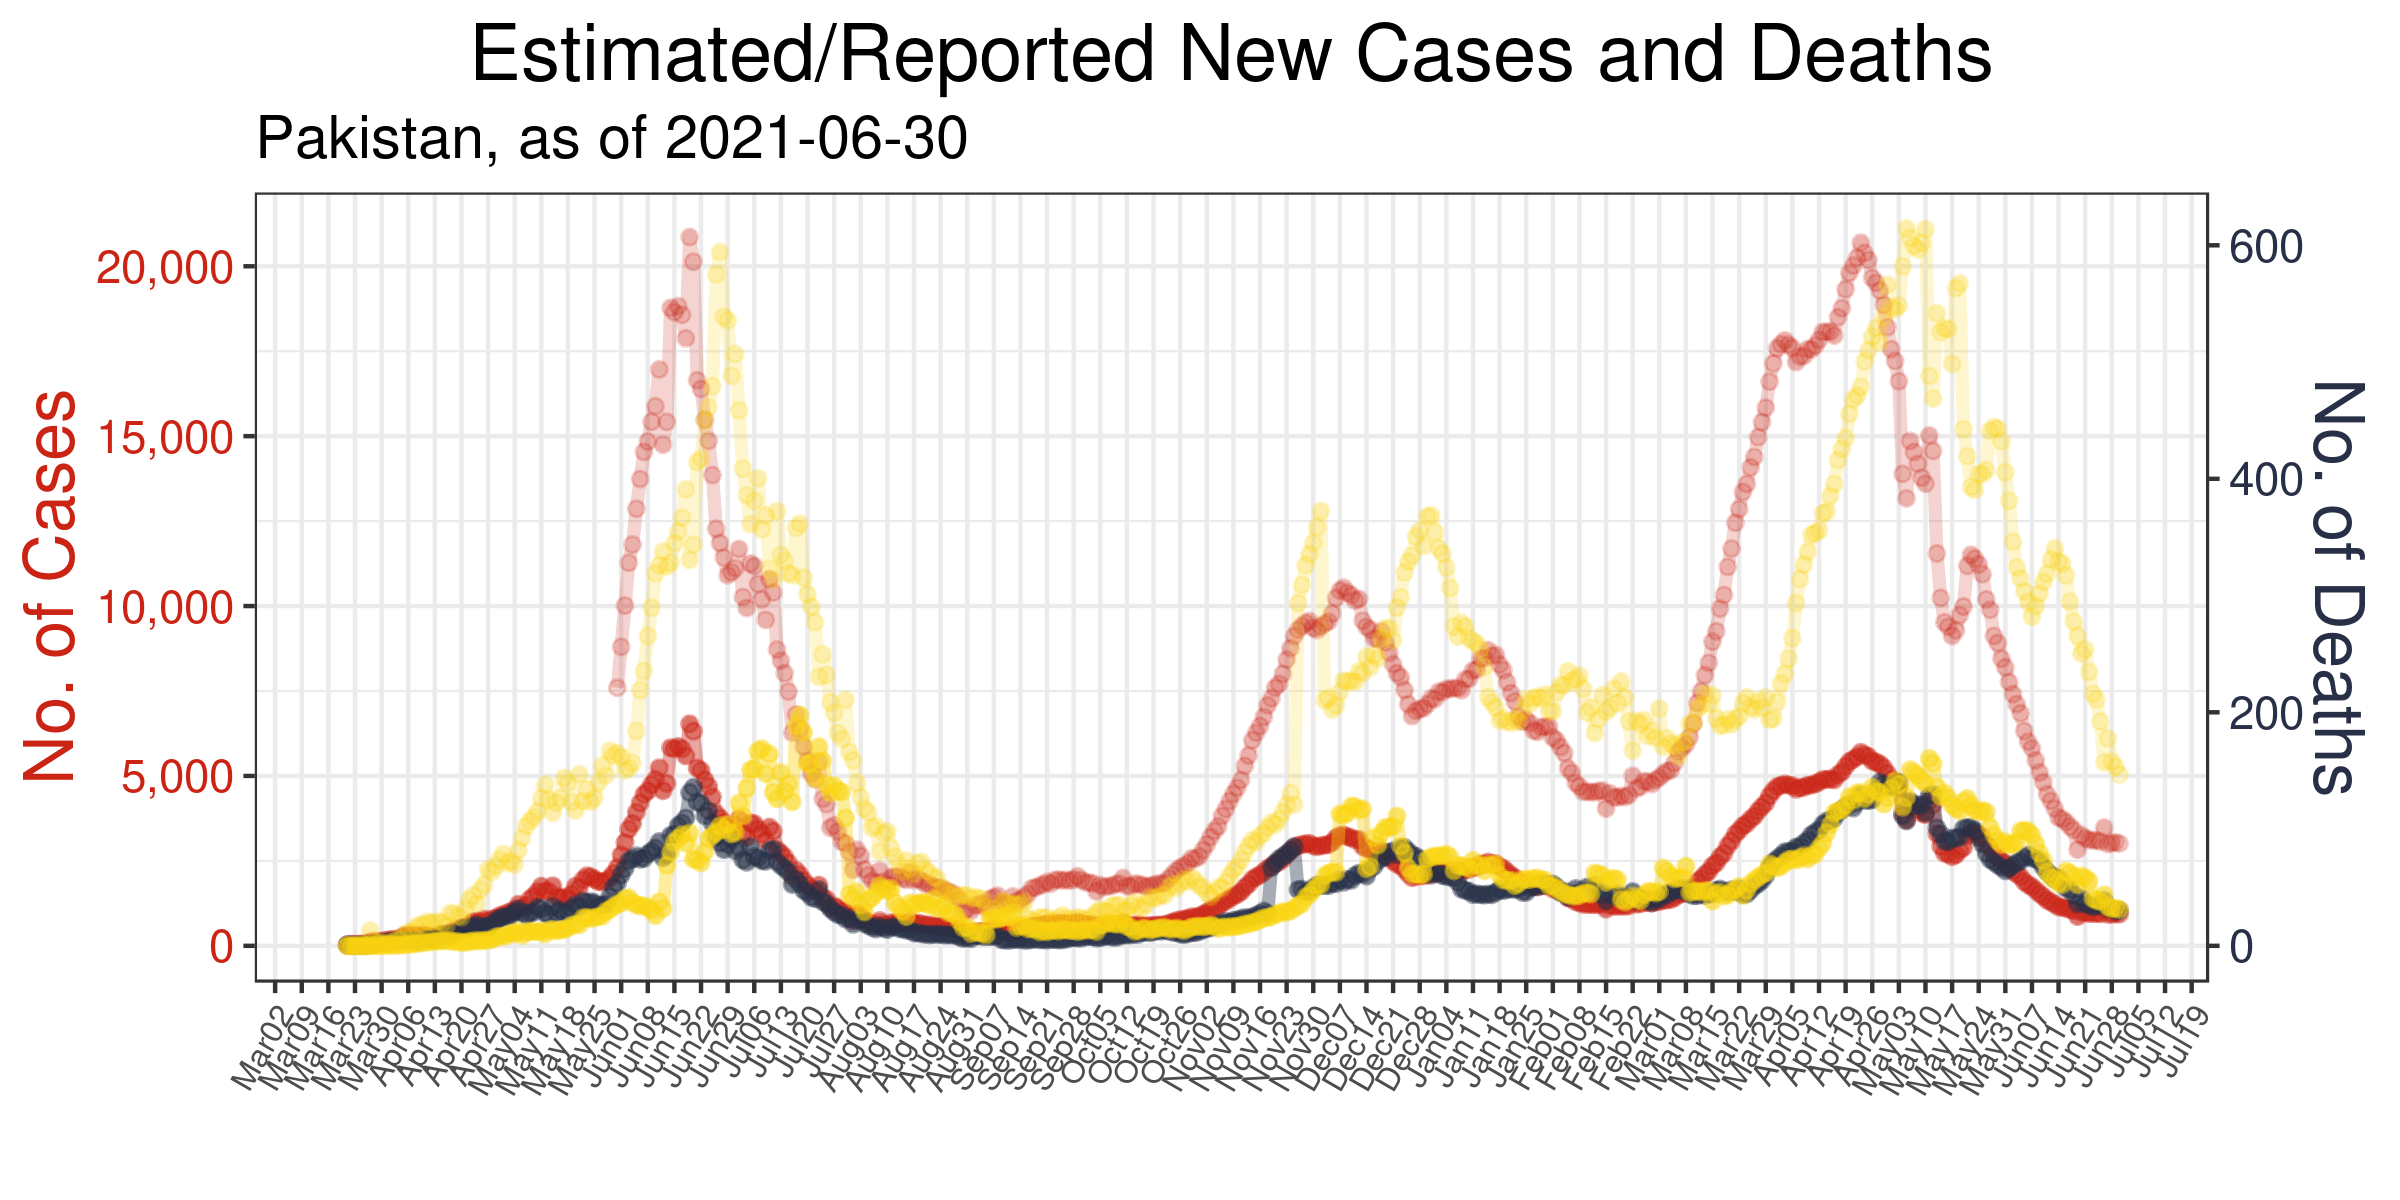 Estimated/Reported New Cases and Deaths
Pakistan, as of 2021-06-30
No. of Cases
20,000
15,000
10,000
5,000
0
600
400
200
0
No. of Deaths
Mar02
Mar09
Mar16
Mar23
Mar30
Apr06
Apr13
Apr20
Apr27
May04
May11
May18
May25
Jun01
Jun08
Jun15
Jun22
Jun29
Jul06
Jul13
Jul20
Jul27
Aug03
Aug10
Aug17
Aug24
Aug31
Sep07
Sep14
Sep21
Sep28
Oct05
Oct12
Oct19
Oct26
Nov02
Nov09
Nov16
Nov23
Nov30
Dec07
Dec14
Dec21
Dec28
Jan04
Jan11
Jan18
Jan25
Feb01
Feb08
Feb15
Feb22
Mar01
Mar08
Mar15
Mar22
Mar29
Apr05
Apr12
Apr19
Apr26
May03
May10
May17
May24
May31
Jun07
Jun14
Jun21
Jun28
Jul05
Jul12
Jul19